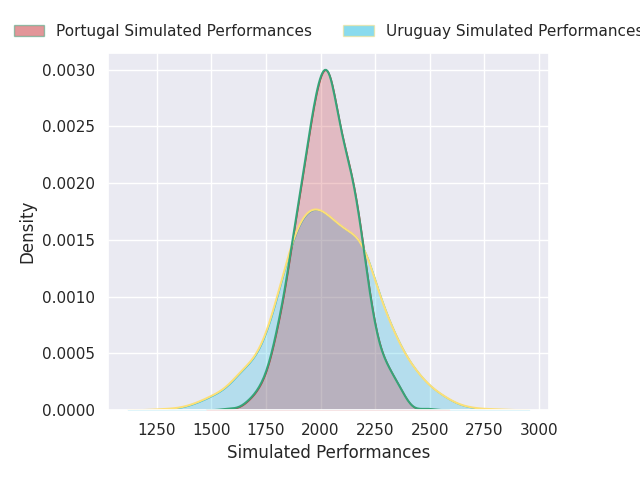 Portugal Simulated Performances Uruguay Simulated Performances
0.0030
0.0025
0.0020
0.0015
0.0010
0.0005
0.0000
Density
1250 1500 1750 2000 2250 2500 2750 3000
Simulated Performances